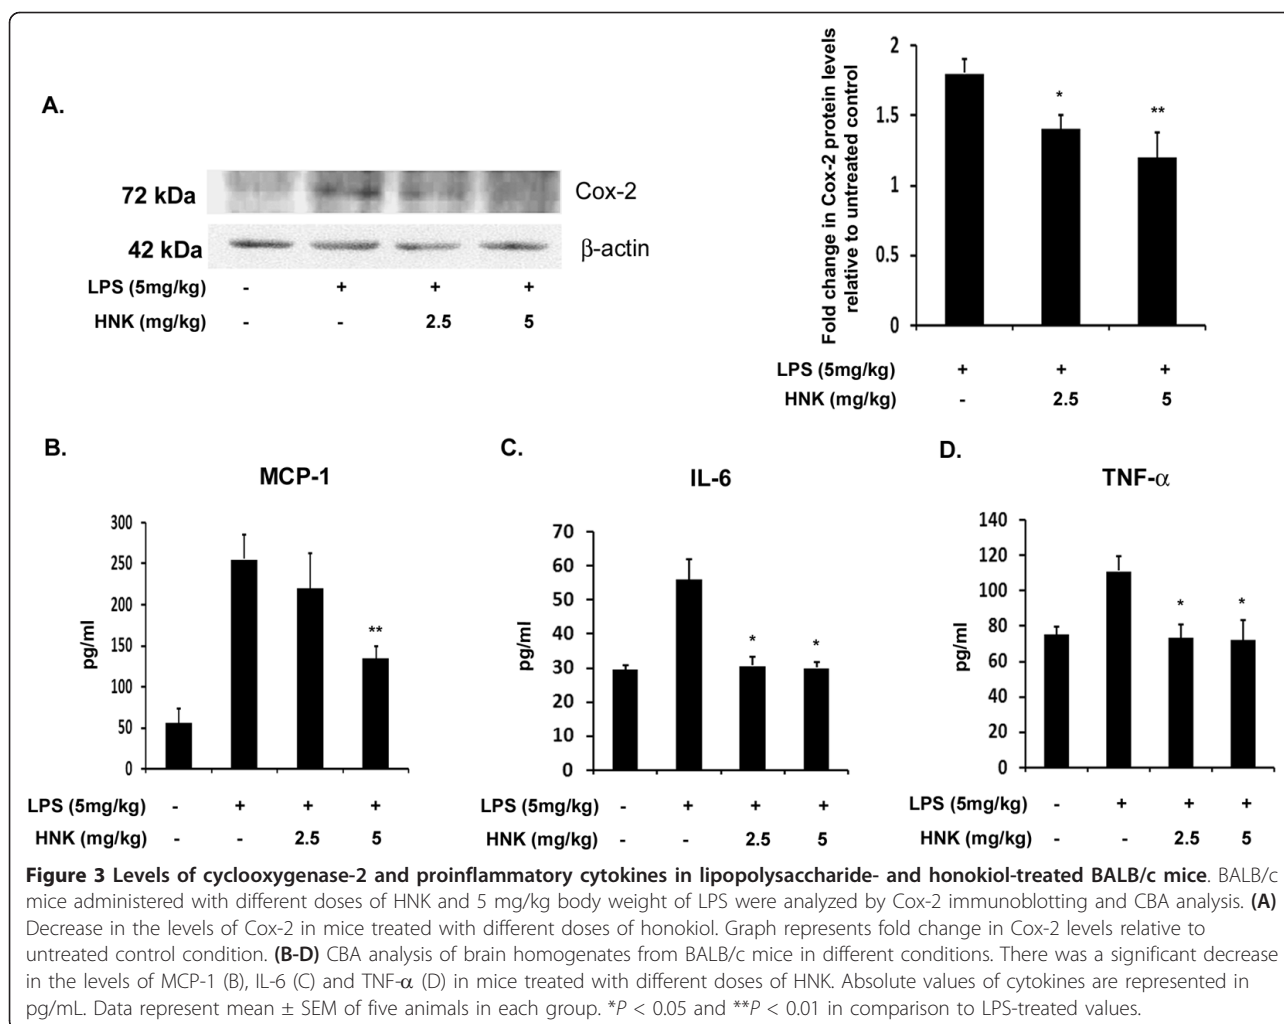 A.
72 kDa
Cox-2
42 kDa
β-actin
LPS (5mg/kg) - + + +
HNK (mg/kg) - - 2.5 5
Fold change in Cox-2 protein levels
relative to untreated control
2
1.5
1
0.5
0
*
**
LPS (5mg/kg) + + +
HNK (mg/kg) - 2.5 5
B.
MCP-1
pg/ml
300
250
200
150
100
50
0
**
LPS (5mg/kg) - + + +
HNK (mg/kg) - - 2.5 5
C.
IL-6
pg/ml
70
60
50
40
30
20
10
0
*
*
LPS (5mg/kg) - + + +
HNK (mg/kg) - - 2.5 5
D.
TNF-α
pg/ml
140
120
100
80
60
40
20
0
*
*
LPS (5mg/kg) - + + +
HNK (mg/kg) - - 2.5 5
Figure 3 Levels of cyclooxygenase-2 and proinflammatory cytokines in lipopolysaccharide- and honokiol-treated BALB/c mice. BALB/c
mice administered with different doses of HNK and 5 mg/kg body weight of LPS were analyzed by Cox-2 immunoblotting and CBA analysis. (A)
Decrease in the levels of Cox-2 in mice treated with different doses of honokiol. Graph represents fold change in Cox-2 levels relative to
untreated control condition. (B-D) CBA analysis of brain homogenates from BALB/c mice in different conditions. There was a significant decrease
in the levels of MCP-1 (B), IL-6 (C) and TNF-α (D) in mice treated with different doses of HNK. Absolute values of cytokines are represented in
pg/mL. Data represent mean ± SEM of five animals in each group. *P < 0.05 and **P < 0.01 in comparison to LPS-treated values.